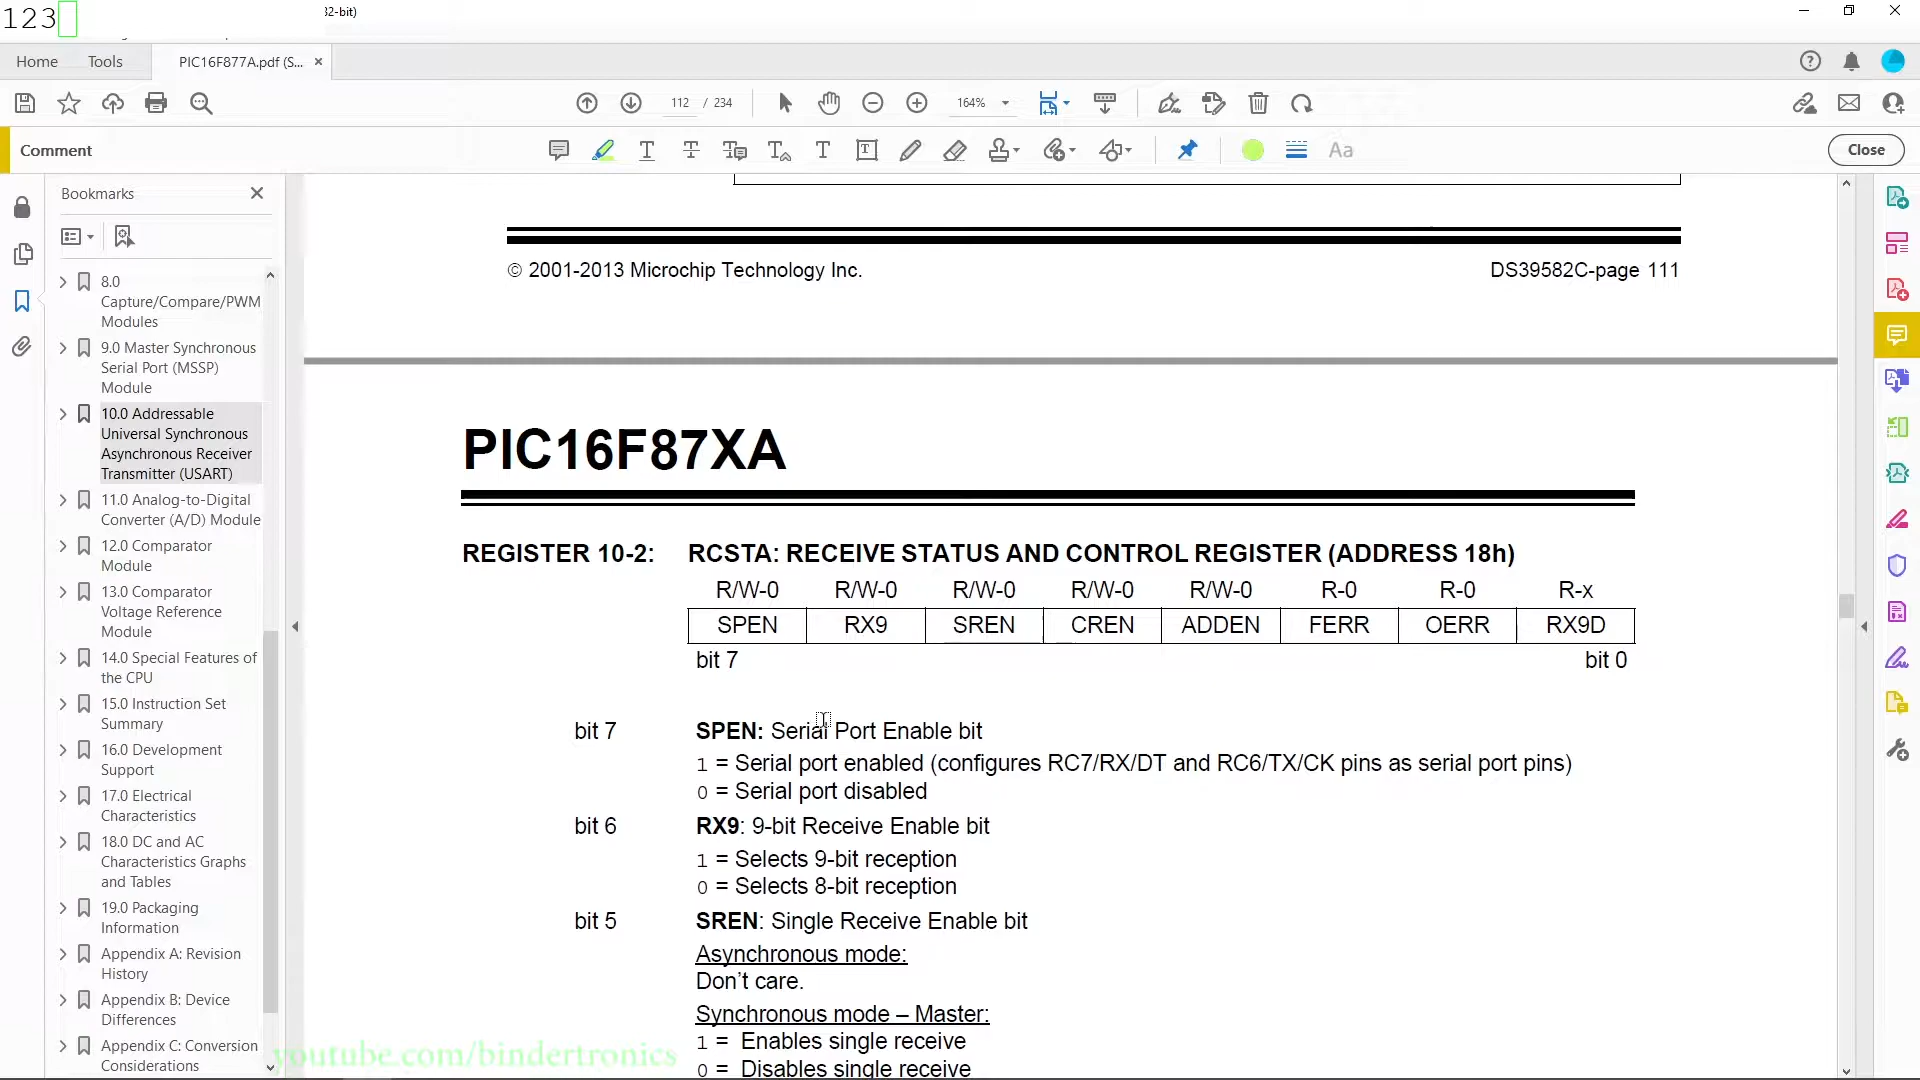 123
32-bit)
Home
Tools
PIC16F877A.pdf (S...
112 / 234
164%
Comment
Aa
Close
Bookmarks
8.0
Capture/Compare/PWM
Modules
9.0 Master Synchronous
Serial Port (MSSP)
Module
10.0 Addressable
Universal Synchronous
Asynchronous Receiver
Transmitter (USART)
11.0 Analog-to-Digital
Converter (A/D) Module
12.0 Comparator
Module
13.0 Comparator
Voltage Reference
Module
14.0 Special Features of
the CPU
15.0 Instruction Set
Summary
16.0 Development
Support
17.0 Electrical
Characteristics
18.0 DC and AC
Characteristics Graphs
and Tables
19.0 Packaging
Information
Appendix A: Revision
History
Appendix B: Device
Differences
Appendix C: Conversion
Considerations
© 2001-2013 Microchip Technology Inc.
DS39582C-page 111
PIC16F87XA
REGISTER 10-2: RCSTA: RECEIVE STATUS AND CONTROL REGISTER (ADDRESS 18h)
R/W-0 R/W-0 R/W-0 R/W-0 R/W-0 R-0 R-0 R-x
SPEN RX9 SREN CREN ADDEN FERR OERR RX9D
bit 7 bit 0
bit 7 SPEN: Serial Port Enable bit
1 = Serial port enabled (configures RC7/RX/DT and RC6/TX/CK pins as serial port pins)
0 = Serial port disabled
bit 6 RX9: 9-bit Receive Enable bit
1 = Selects 9-bit reception
0 = Selects 8-bit reception
bit 5 SREN: Single Receive Enable bit
Asynchronous mode:
Don't care.
Synchronous mode – Master:
1 = Enables single receive
0 = Disables single receive
youtube.com/bindertronics